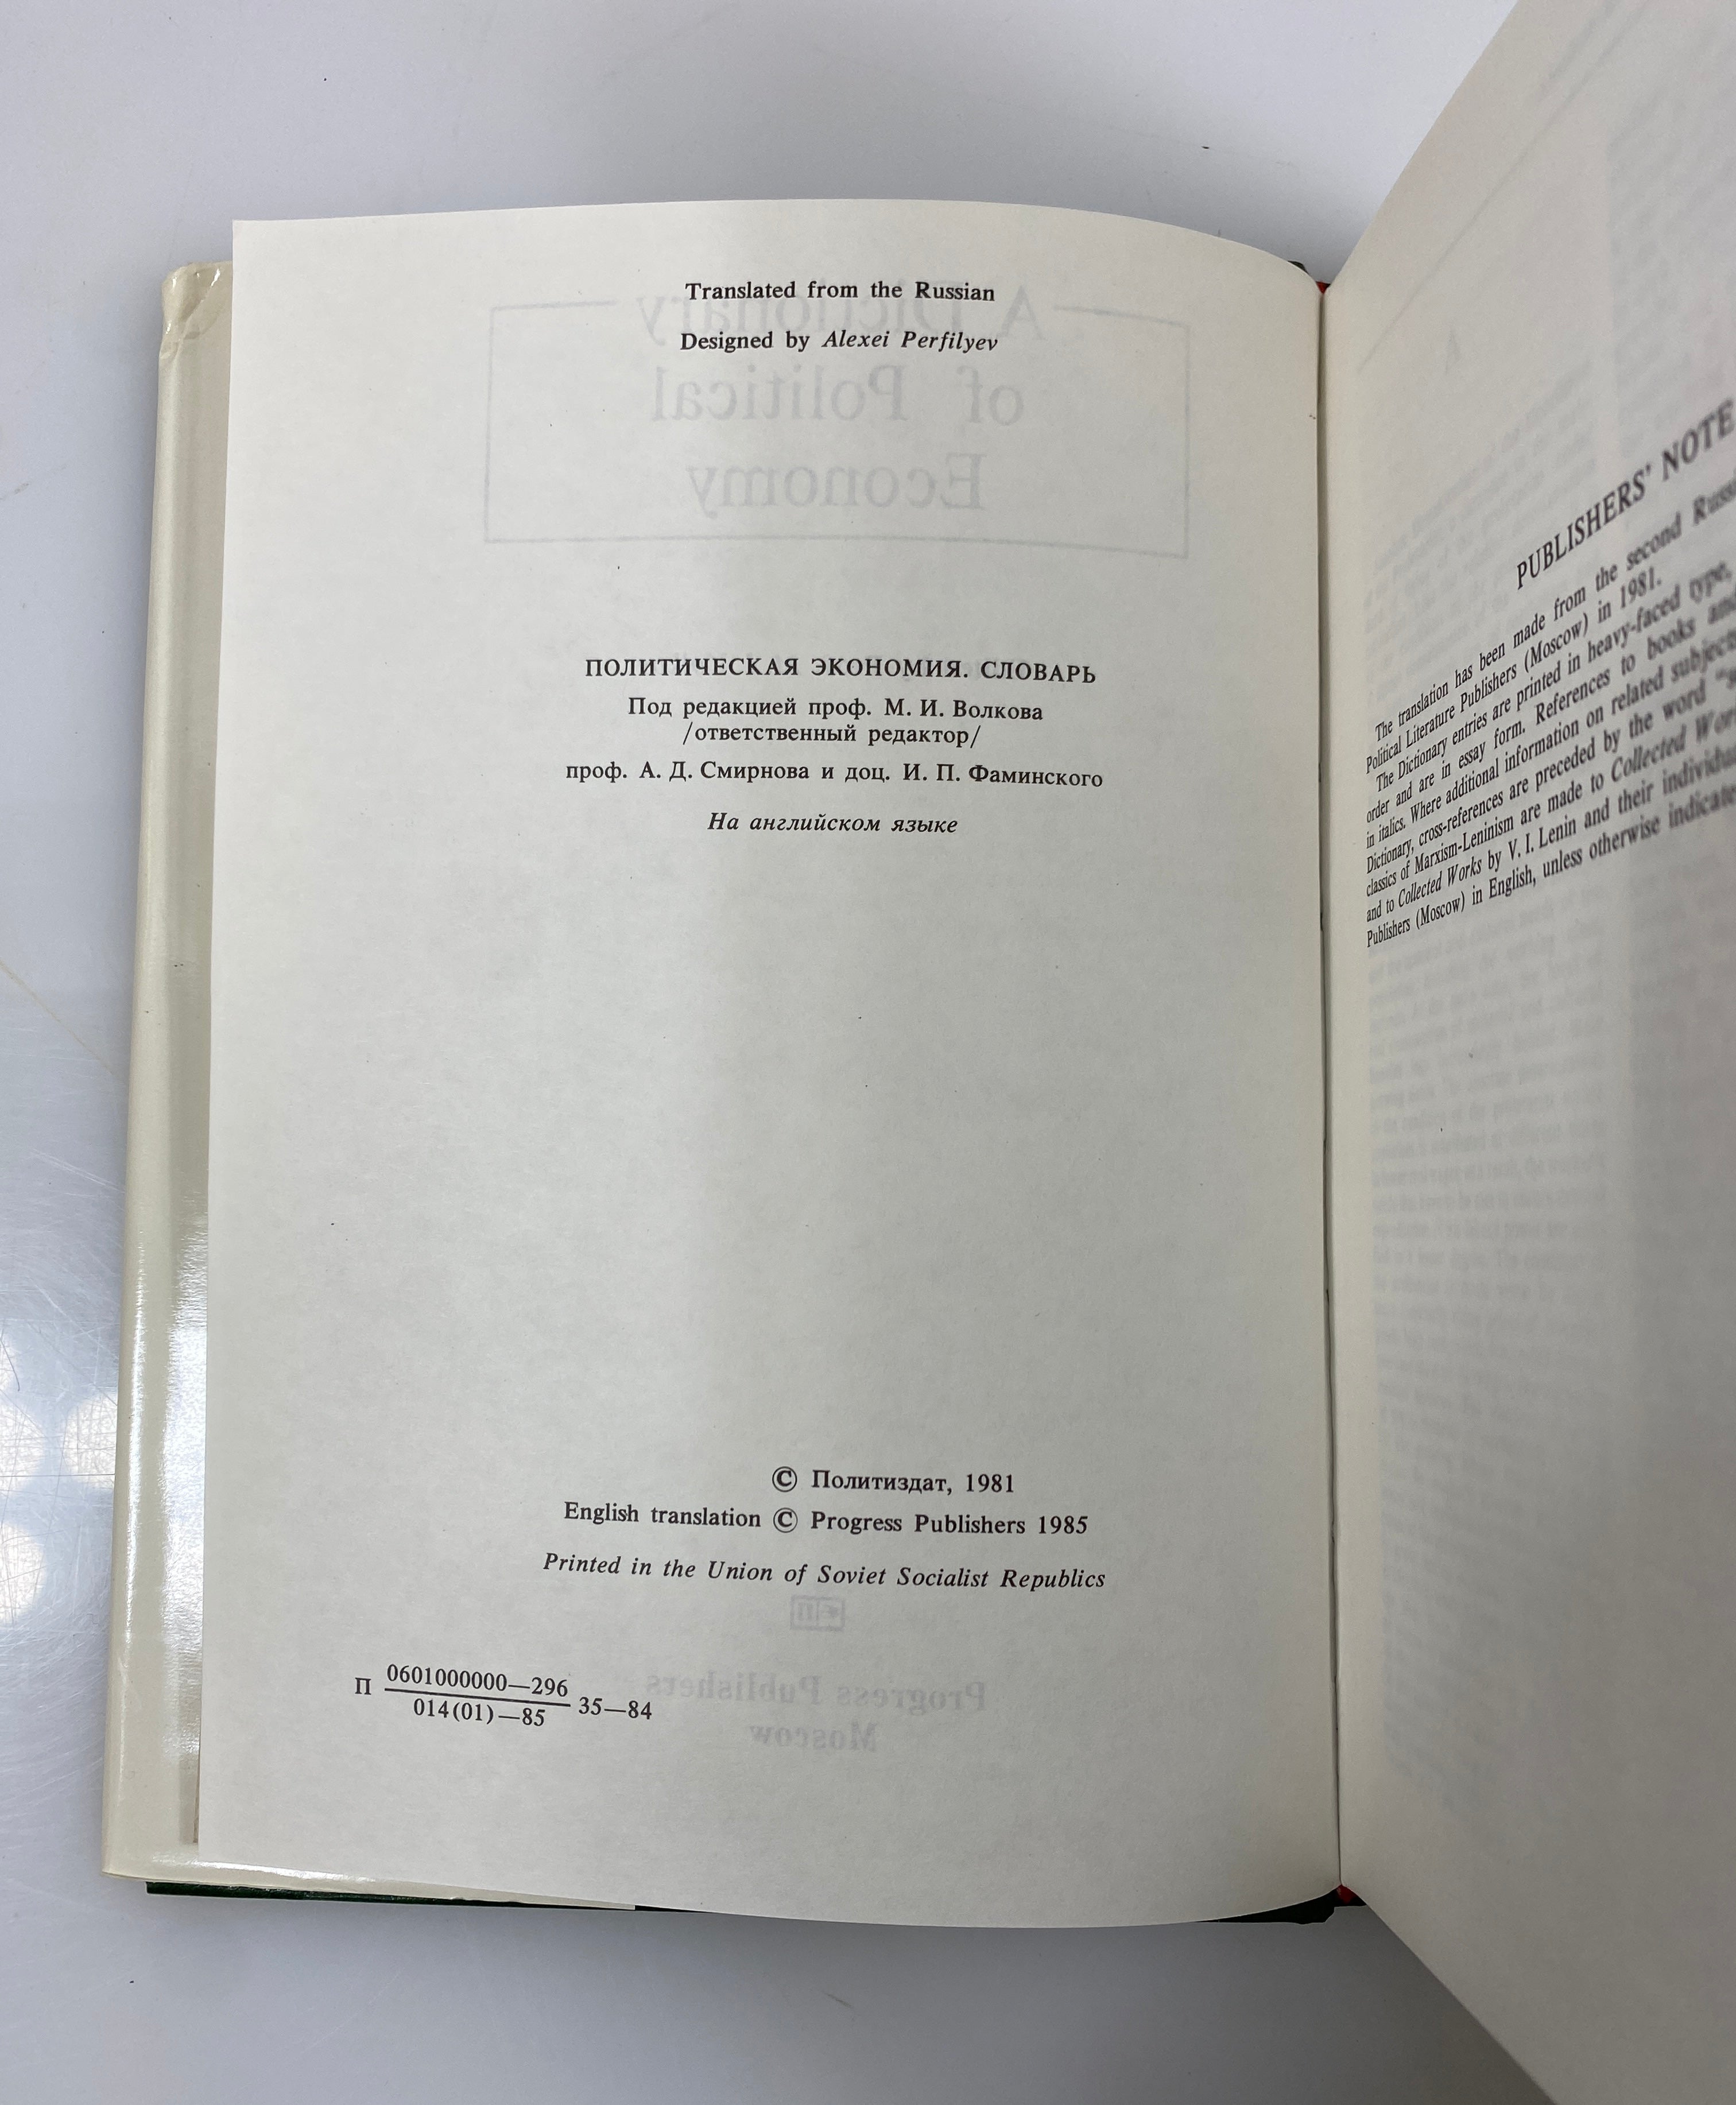 Translated from the Russian
Designed by Alexei Perfilyev
ПОЛИТИЧЕСКАЯ ЭКОНОМИЯ. СЛОВАРЬ
Под редакцией проф. М. И. Волкова
/ответственный редактор/
проф. А. Д. Смирнова и доц. И. П. Фаминского
На английском языке
© Политиздат, 1981
English translation © Progress Publishers 1985
Printed in the Union of Soviet Socialist Republics
П 0601000000—296
014(01)—85
35—84
PUBLISHERS' NOTE
The translation has been made from the second
Political Literature Publishers (Moscow) in 1981.
The Dictionary entries are printed in heavy-faced type,
order and are in essay form. References to books and
in italics. Where additional information on related
Dictionary, cross-references are preceded by the word
classics of Marxism-Leninism are made to Collected
and to Collected Works by V. I. Lenin and their
Publishers (Moscow) in English, unless otherwise